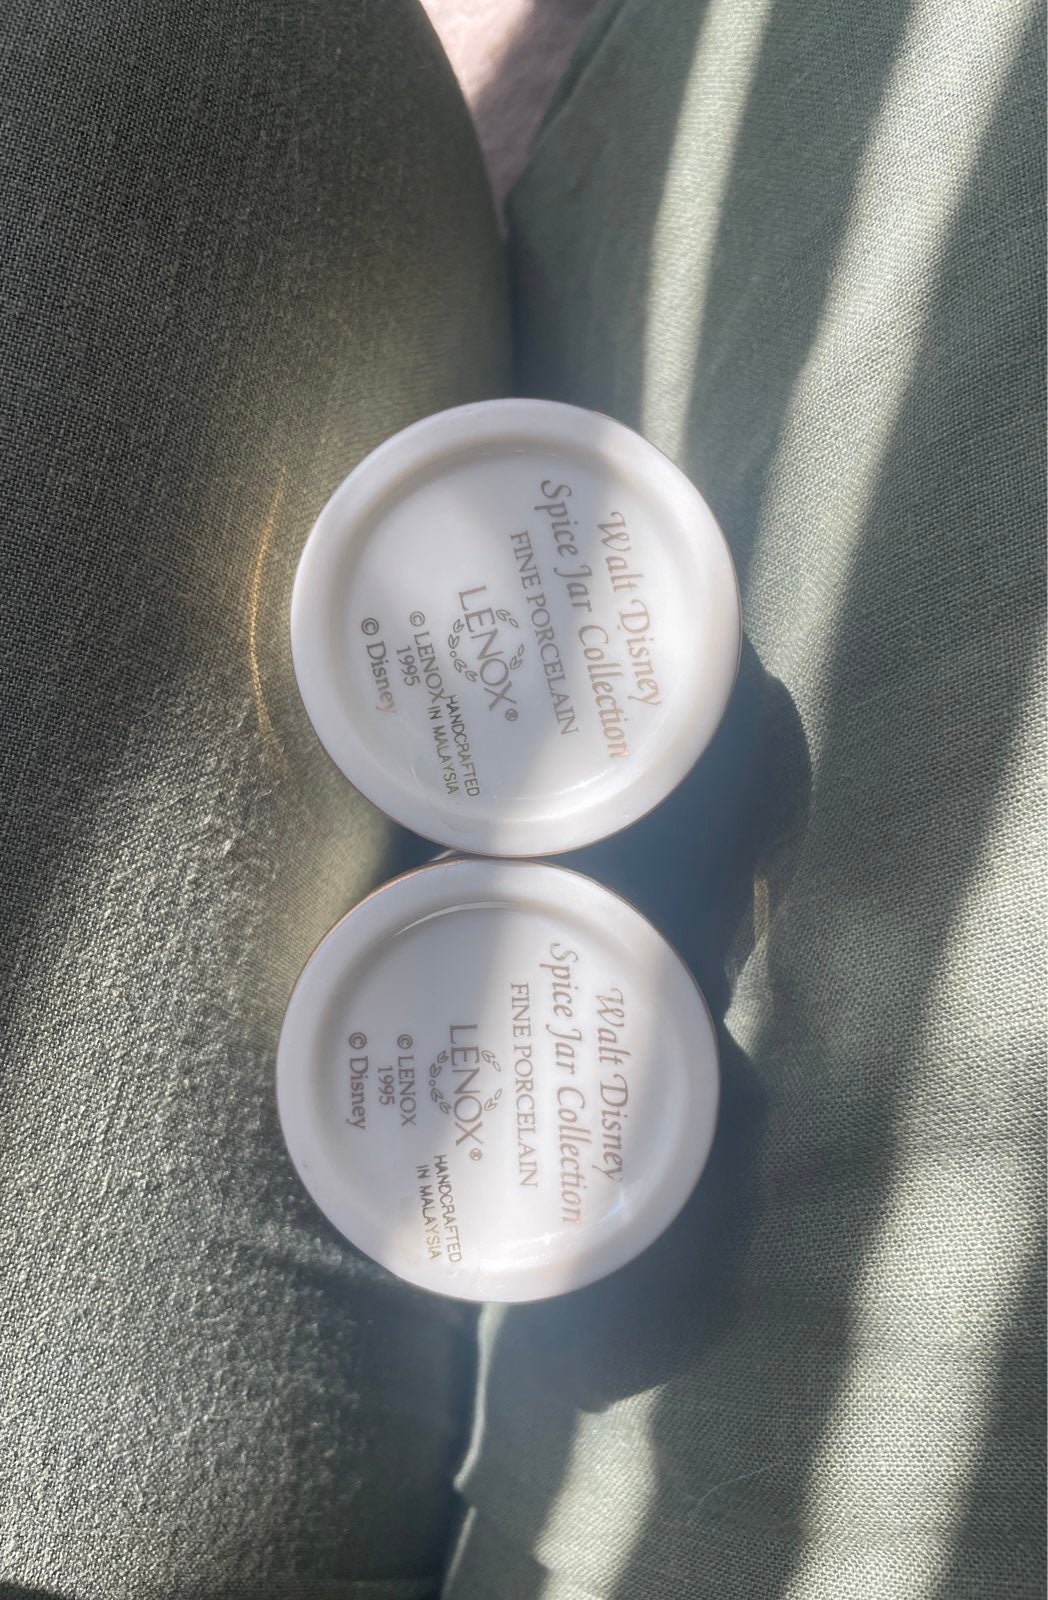 Walt Disney
Spice Jar Collection
FINE PORCELAIN
LENOX®
© LENOX
1995
© Disney
HANDCRAFTED
IN MALAYSIA
Walt Disney
Spice Jar Collection
FINE PORCELAIN
LENOX®
© LENOX
1995
© Disney
HANDCRAFTED
IN MALAYSIA